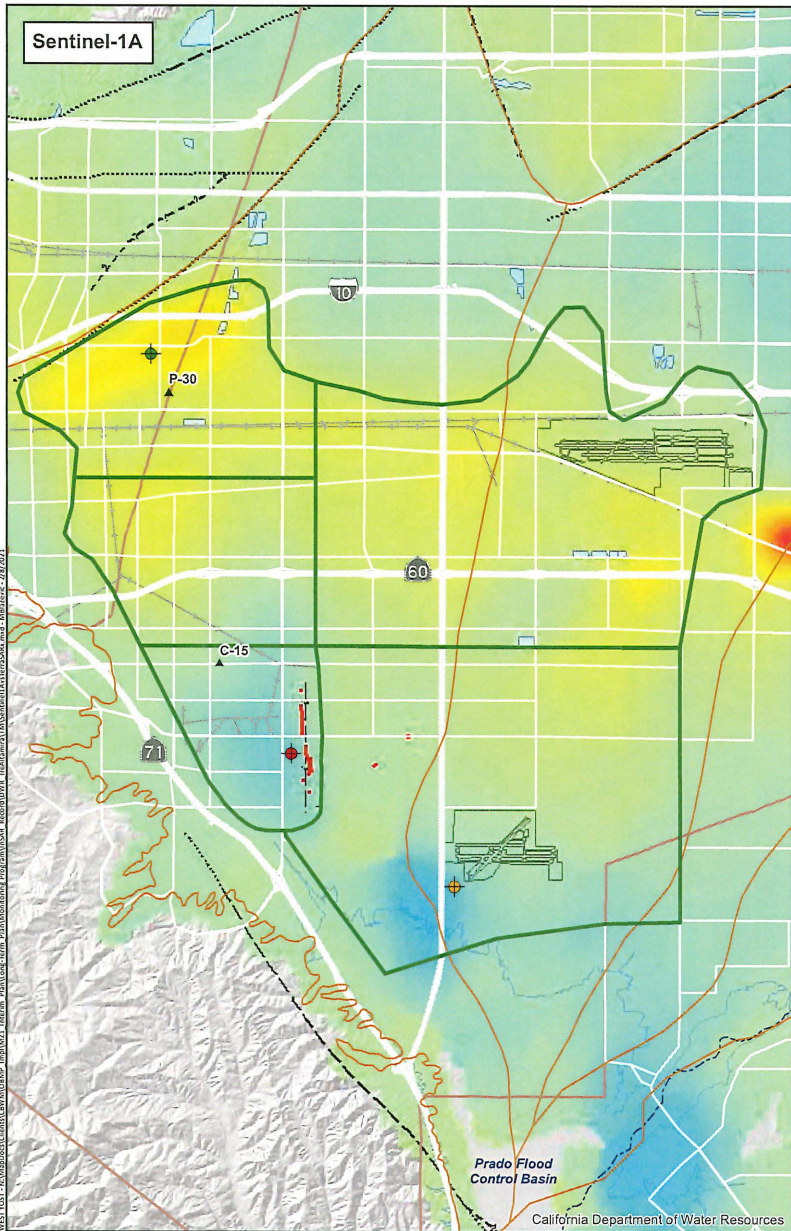 Sentinel-1A
10
P-30
60
C-15
71
Prado Flood
Control Basin
California Department of Water Resources